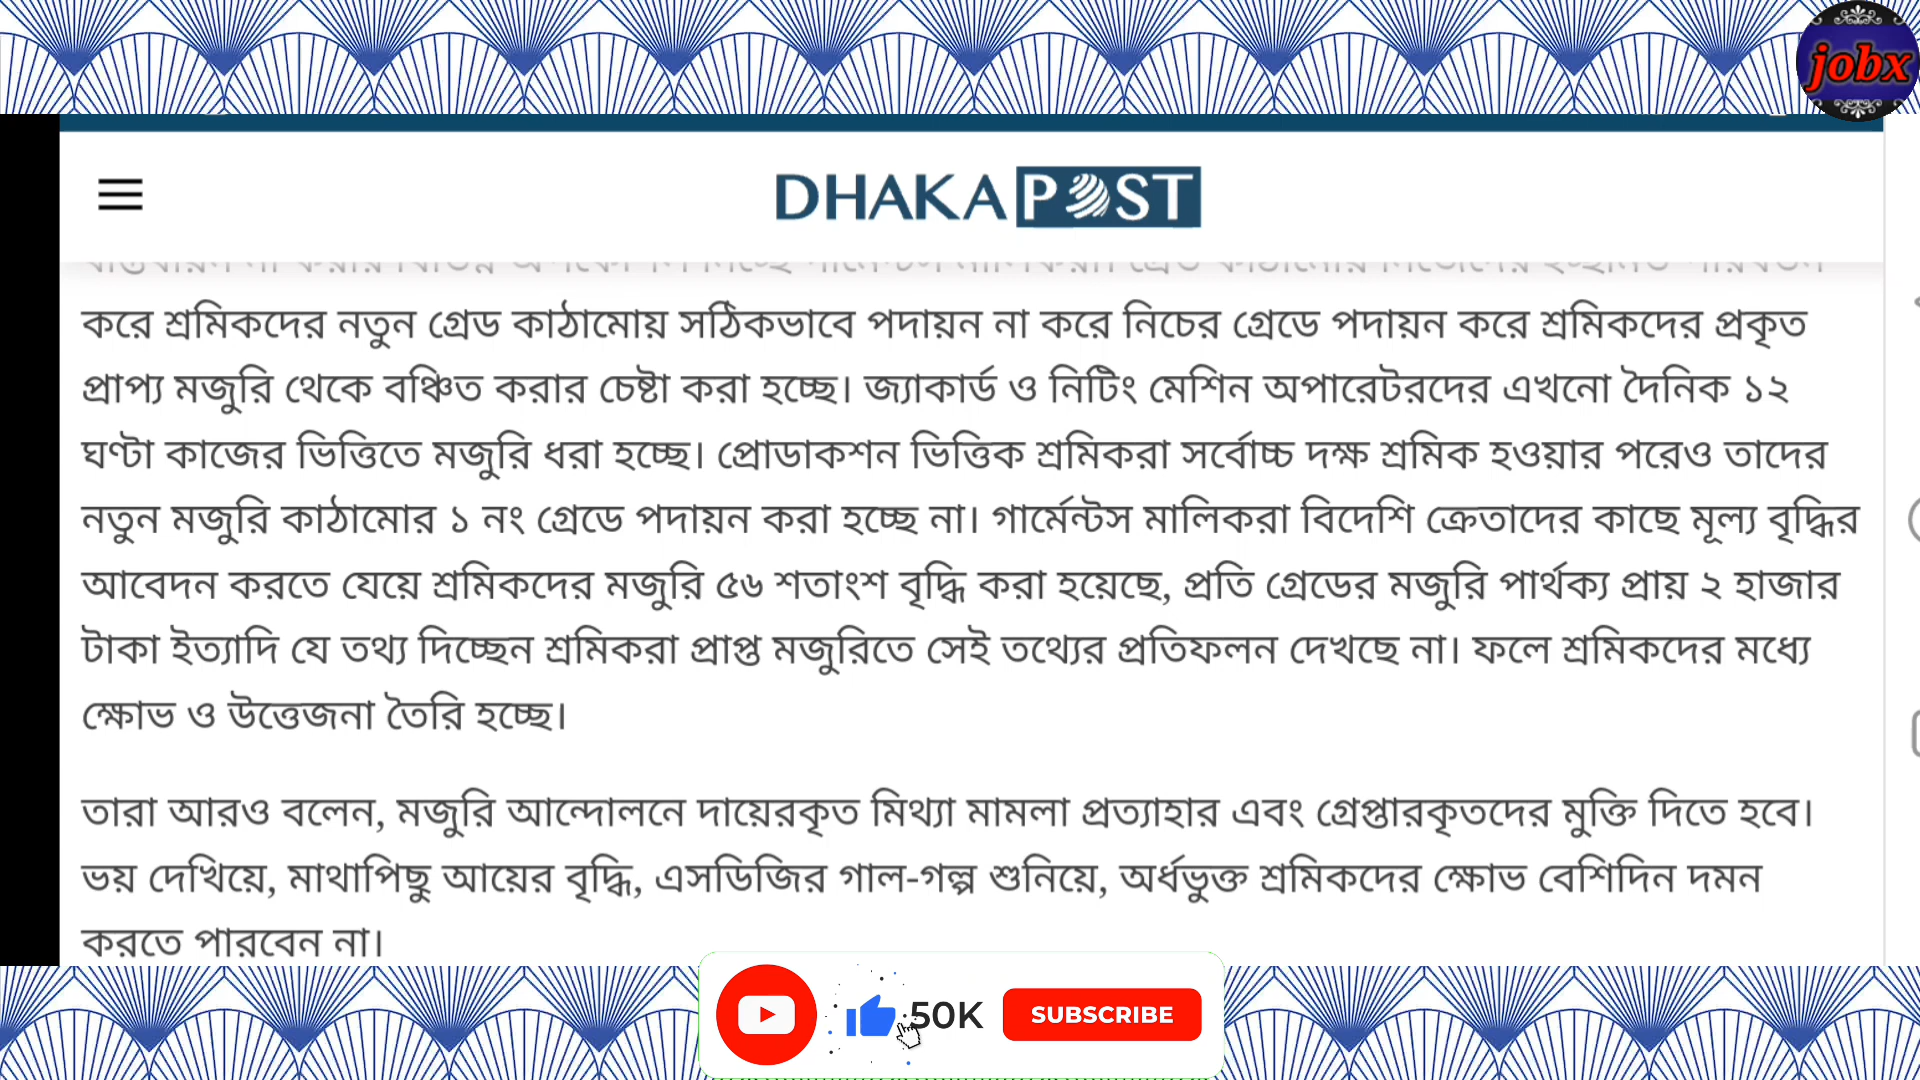 jobx
DHAKA POST
করে শ্রমিকদের নতুন গ্রেড কাঠামোয় সঠিকভাবে পদায়ন না করে নিচের গ্রেডে পদায়ন করে শ্রমিকদের প্রকৃত
প্রাপ্য মজুরি থেকে বঞ্চিত করার চেষ্টা করা হচ্ছে। জ্যাকার্ড ও নিটিং মেশিন অপারেটরদের এখনো দৈনিক ১২
ঘণ্টা কাজের ভিত্তিতে মজুরি ধরা হচ্ছে। প্রোডাকশন ভিত্তিক শ্রমিকরা সর্বোচ্চ দক্ষ শ্রমিক হওয়ার পরেও তাদের
নতুন মজুরি কাঠামোর ১ নং গ্রেডে পদায়ন করা হচ্ছে না। গার্মেন্টস মালিকরা বিদেশি ক্রেতাদের কাছে মূল্য বৃদ্ধির
আবেদন করতে যেয়ে শ্রমিকদের মজুরি ৫৬ শতাংশ বৃদ্ধি করা হয়েছে, প্রতি গ্রেডের মজুরি পার্থক্য প্রায় ২ হাজার
টাকা ইত্যাদি যে তথ্য দিচ্ছেন শ্রমিকরা প্রাপ্ত মজুরিতে সেই তথ্যের প্রতিফলন দেখছে না। ফলে শ্রমিকদের মধ্যে
ক্ষোভ ও উত্তেজনা তৈরি হচ্ছে।
তারা আরও বলেন, মজুরি আন্দোলনে দায়েরকৃত মিথ্যা মামলা প্রত্যাহার এবং গ্রেপ্তারকৃতদের মুক্তি দিতে হবে।
ভয় দেখিয়ে, মাথাপিছু আয়ের বৃদ্ধি, এসডিজির গাল-গল্প শুনিয়ে, অর্ধভুক্ত শ্রমিকদের ক্ষোভ বেশিদিন দমন
করতে পারবেন না।
50K SUBSCRIBE